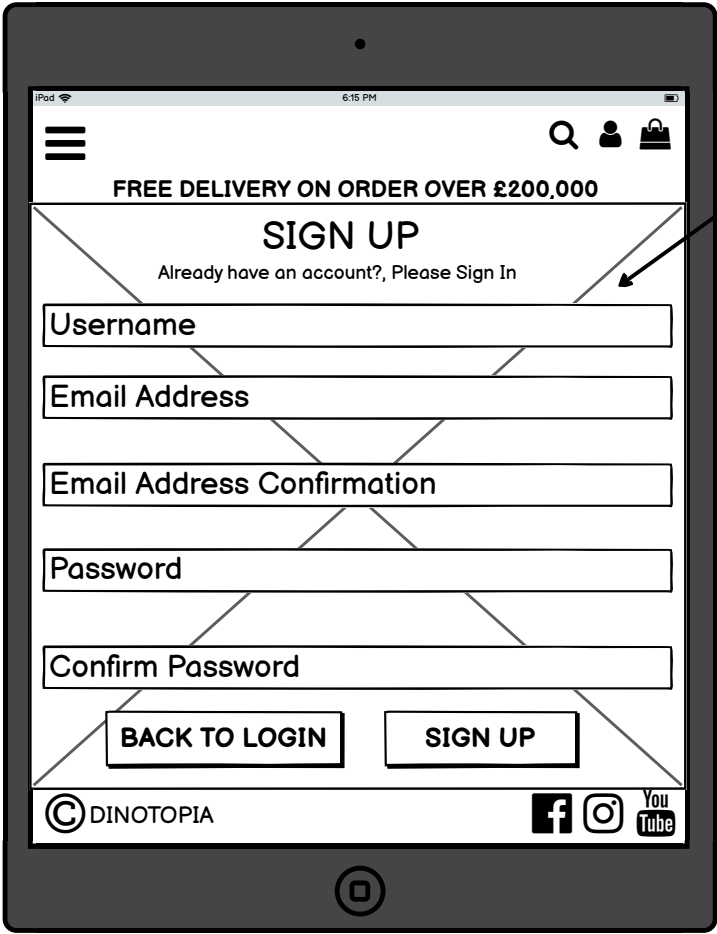 iPad 6:15 PM
FREE DELIVERY ON ORDER OVER £200,000
SIGN UP
Already have an account?, Please Sign In
Username
Email Address
Email Address Confirmation
Password
Confirm Password
BACK TO LOGIN SIGN UP
© DINOTOPIA
You
Tube